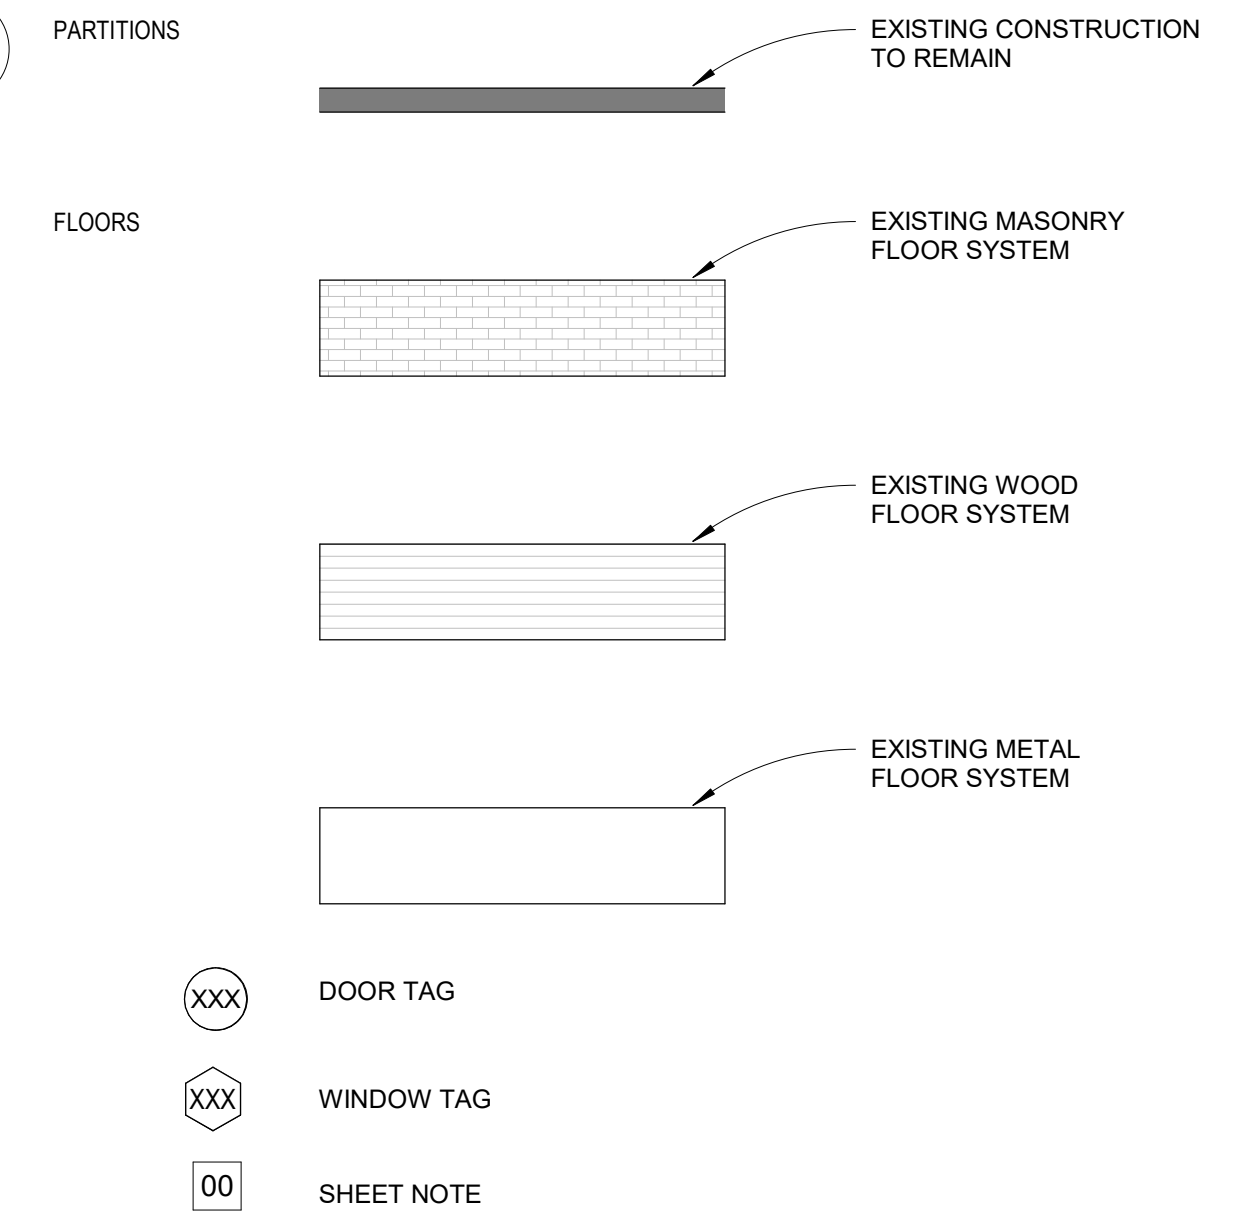 PARTITIONS
EXISTING CONSTRUCTION
TO REMAIN
FLOORS
EXISTING MASONRY
FLOOR SYSTEM
EXISTING WOOD
FLOOR SYSTEM
EXISTING METAL
FLOOR SYSTEM
XXX
DOOR TAG
XXX
WINDOW TAG
00
SHEET NOTE